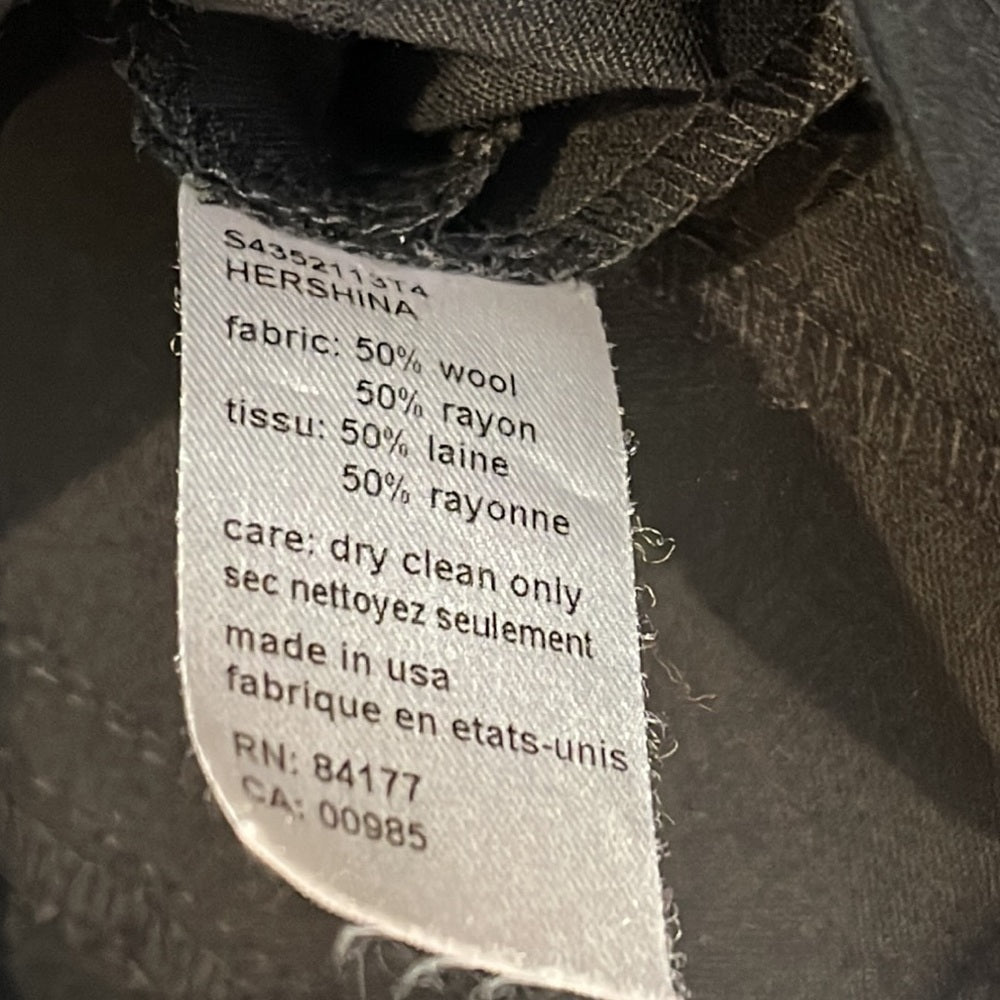 S4352113T4
HERSHINA
fabric: 50% wool
50% rayon
tissu: 50% laine
50% rayonne
care: dry clean only
sec nettoyez seulement
made in usa
fabrique en etats-unis
RN: 84177
CA: 00985